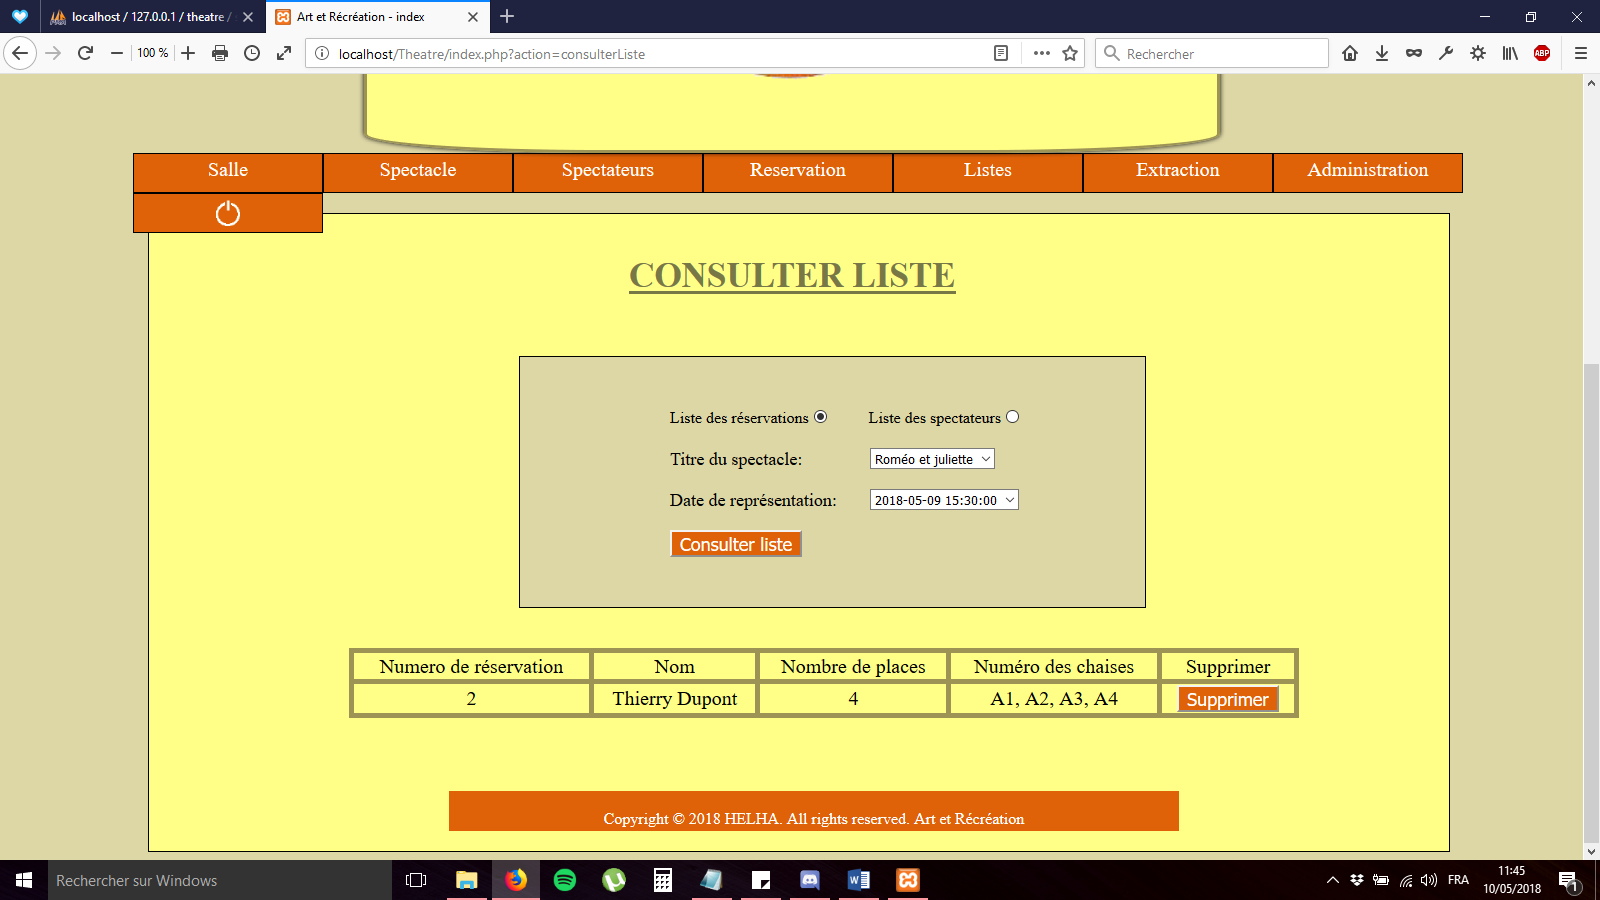 localhost / 127.0.0.1 / theatre /
Art et Récréation - index
100 %
localhost/Theatre/index.php?action=consulterListe
Rechercher
ABP
Salle Spectacle Spectateurs Reservation Listes Extraction Administration
CONSULTER LISTE
Liste des réservations Liste des spectateurs
Titre du spectacle: Roméo et juliette
Date de représentation: 2018-05-09 15:30:00
Consulter liste
Numero de réservation Nom Nombre de places Numéro des chaises Supprimer
2 Thierry Dupont 4 A1, A2, A3, A4 Supprimer
Copyright © 2018 HELHA. All rights reserved. Art et Récréation
Rechercher sur Windows
FRA
11:45
10/05/2018
1